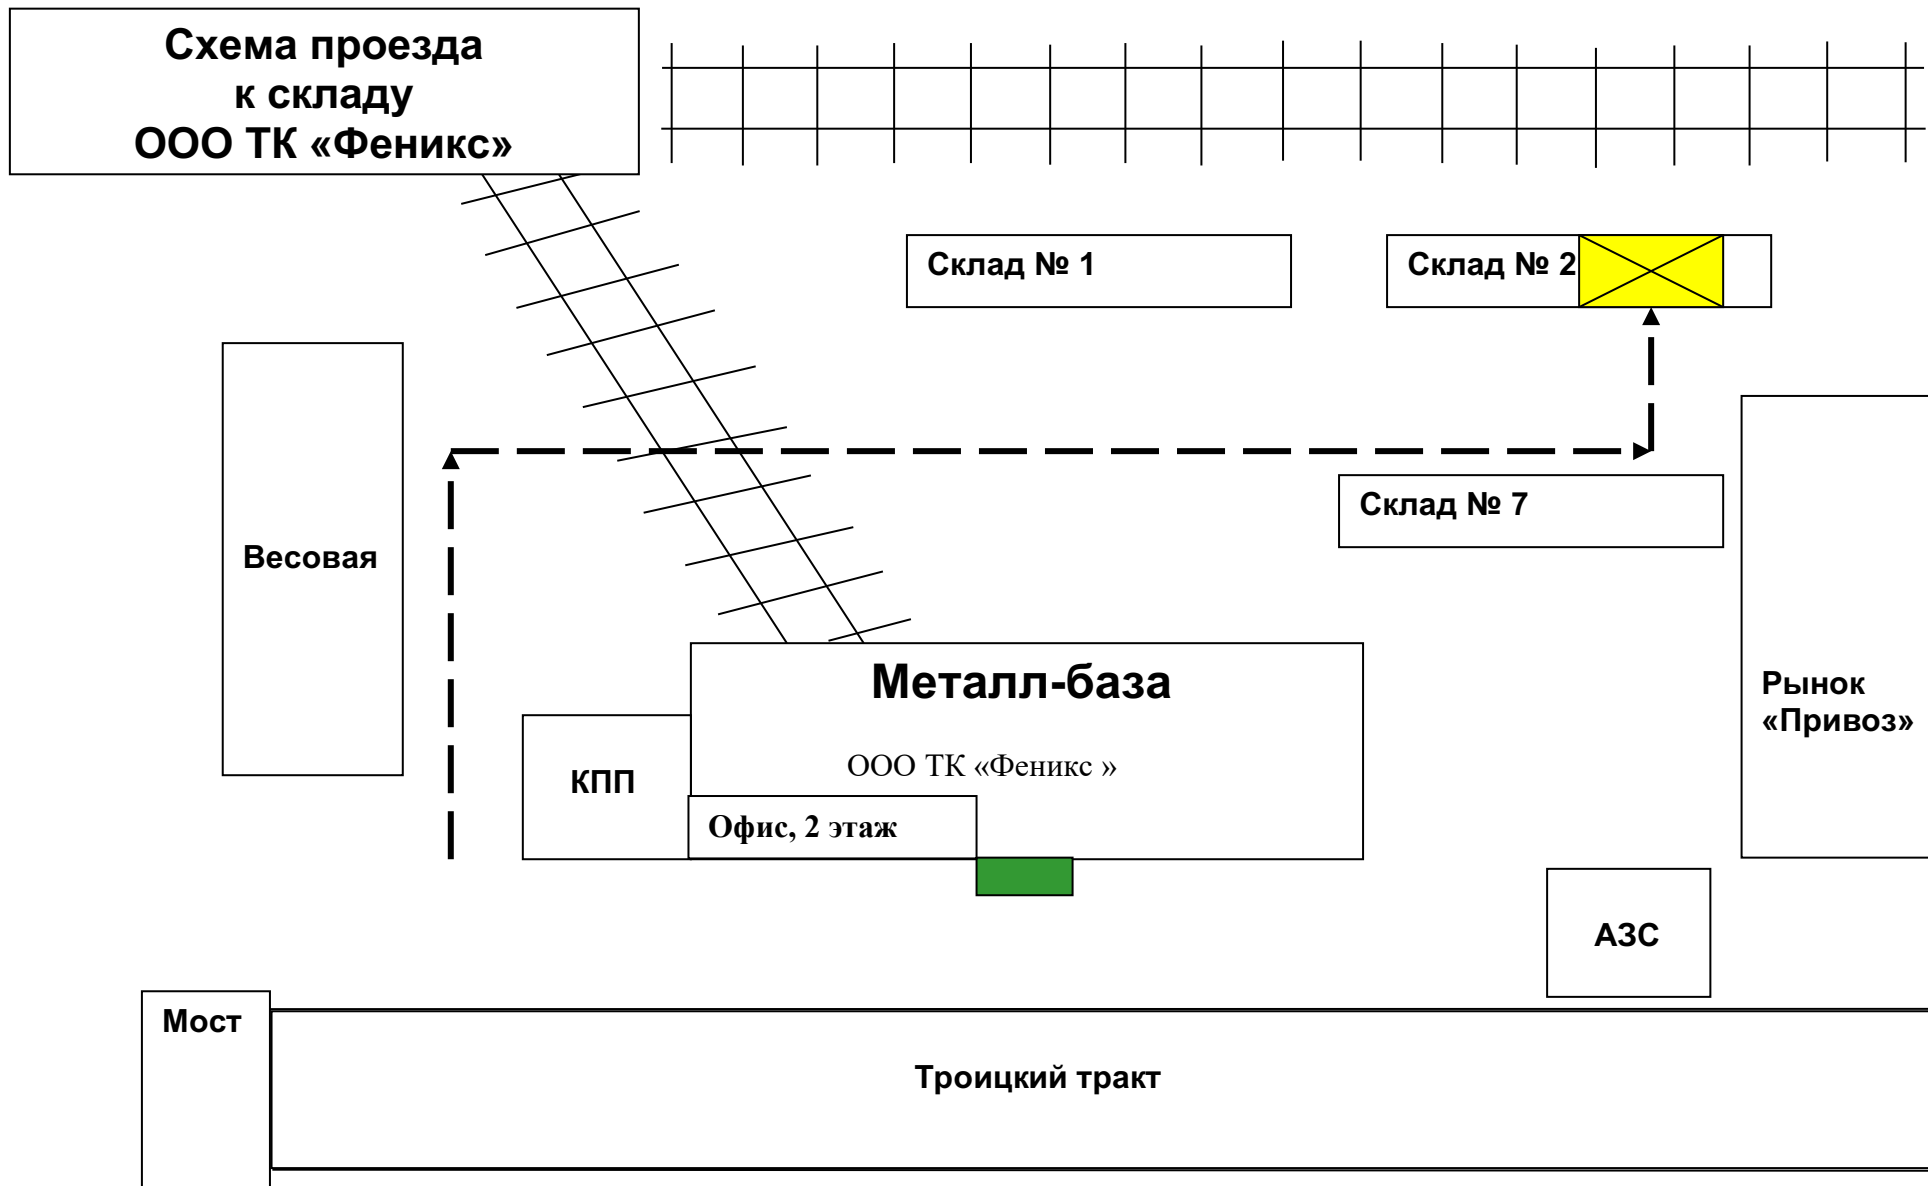 Схема проезда
к складу
ООО ТК «Феникс»
Склад № 1
Склад № 2
Склад № 7
Весовая
Металл-база
Рынок
«Привоз»
ООО ТК «Феникс »
КПП
Офис, 2 этаж
АЗС
Мост
Троицкий тракт